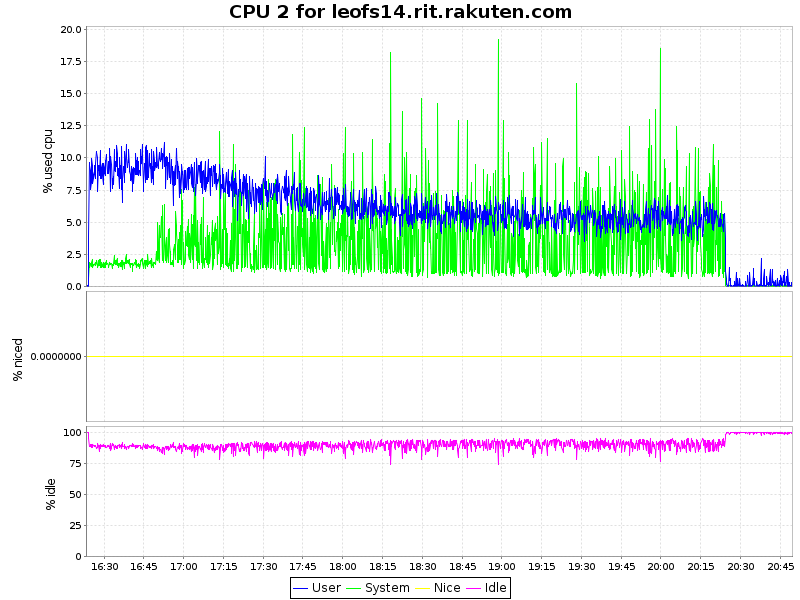 CPU 2 for leofs14.rit.rakuten.com
% used cpu
20.0
17.5
15.0
12.5
10.0
7.5
5.0
2.5
0.0
% niced
0.0000000
% idle
100
75
50
25
0
16:30 16:45 17:00 17:15 17:30 17:45 18:00 18:15 18:30 18:45 19:00 19:15 19:30 19:45 20:00 20:15 20:30 20:45
User System Nice Idle